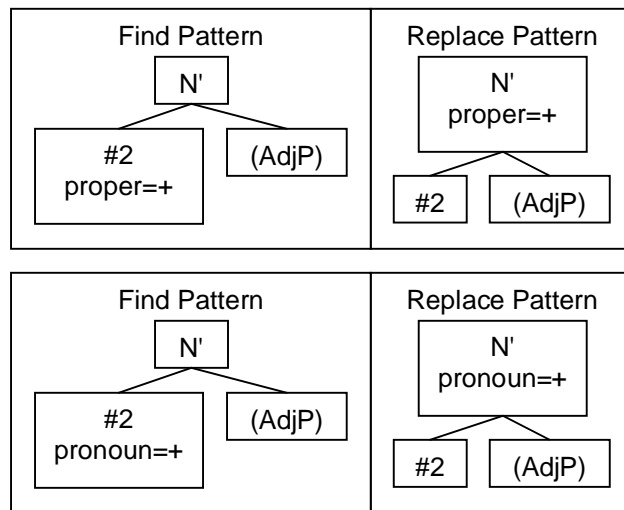 Find Pattern
N'
#2
proper=+
(AdjP)
Replace Pattern
N'
proper=+
#2
(AdjP)
Find Pattern
N'
#2
pronoun=+
(AdjP)
Replace Pattern
N'
pronoun=+
#2
(AdjP)